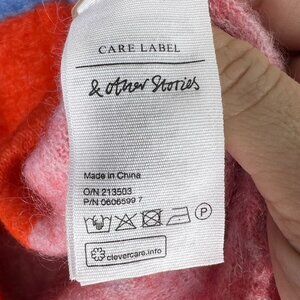 CARE LABEL
& other Stories
Made in China
O/N 213503
P/N 0606599 7
P
clevercare.info